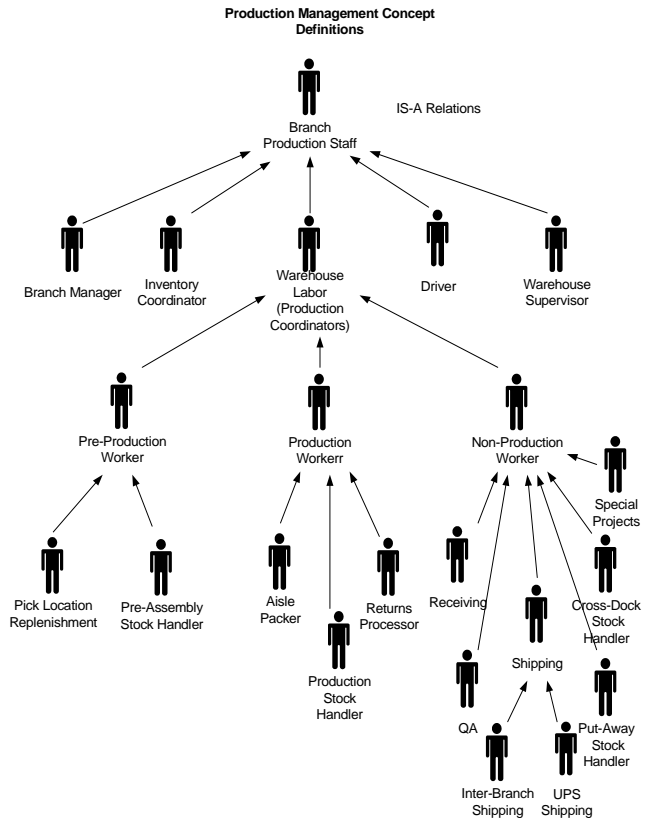 Production Management Concept
Definitions
IS-A Relations
Branch
Production Staff
Branch Manager
Inventory
Coordinator
Warehouse
Labor
(Production
Coordinators)
Driver
Warehouse
Supervisor
Pre-Production
Worker
Production
Workerr
Non-Production
Worker
Special
Projects
Pick Location
Replenishment
Pre-Assembly
Stock Handler
Aisle
Packer
Production
Stock
Handler
Returns
Processor
Receiving
Cross-Dock
Stock
Handler
Shipping
QA
Put-Away
Stock
Handler
Inter-Branch
Shipping
UPS
Shipping